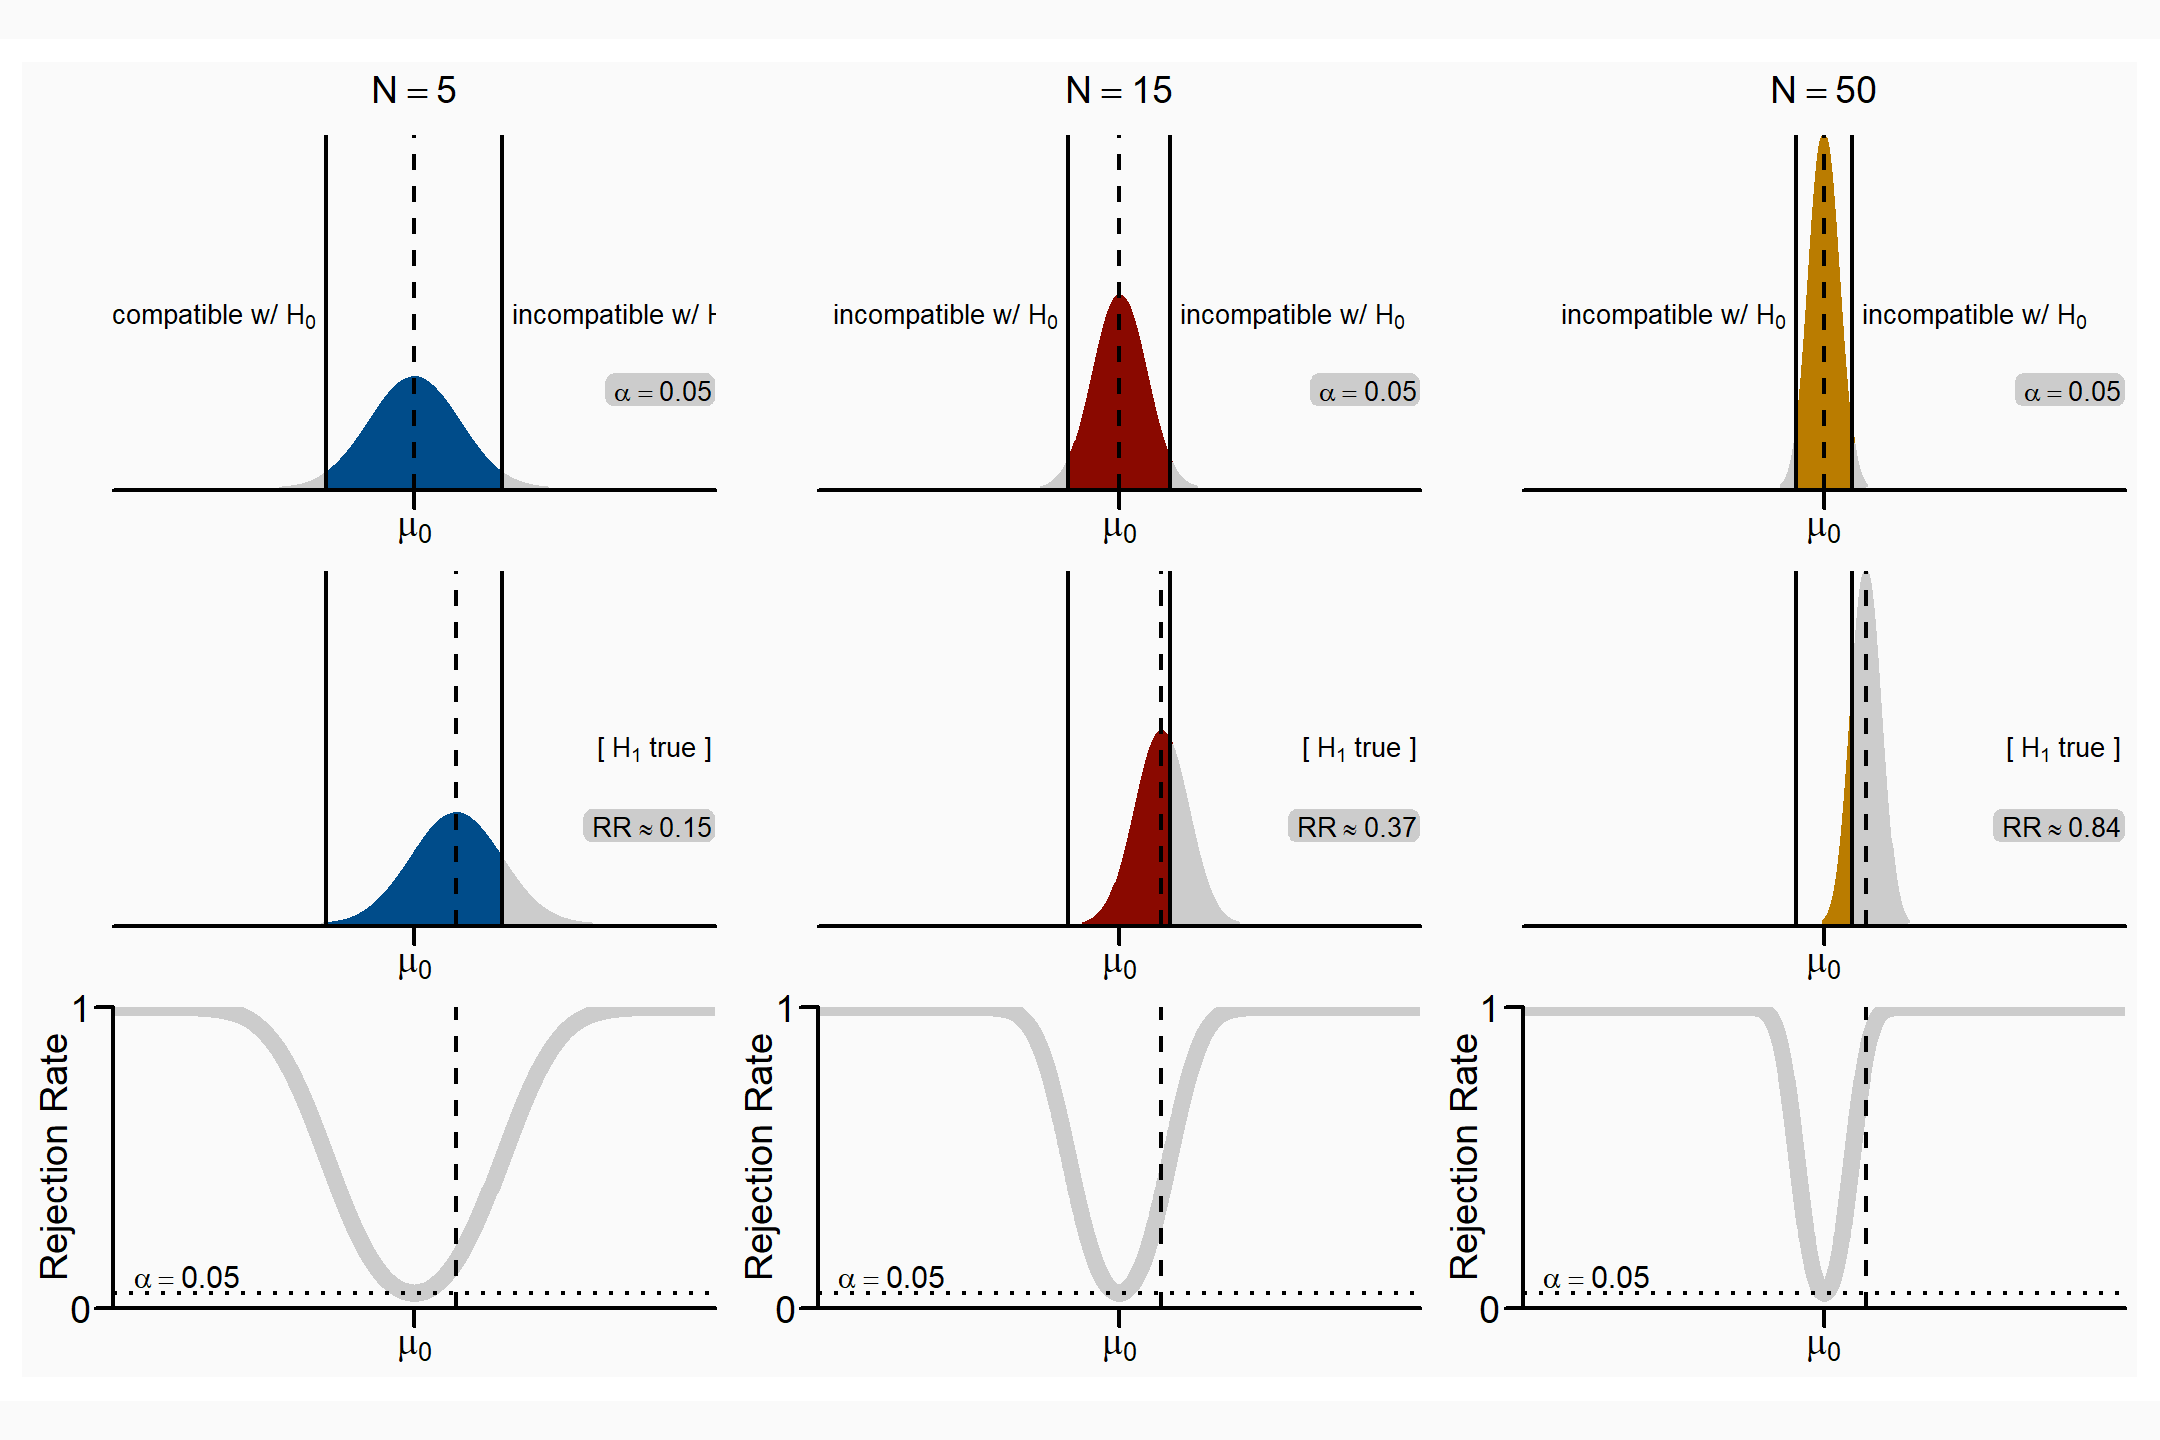 N = 5
N = 15
N = 50
compatible w/ H₀
incompatible w/ H
incompatible w/ H₀
incompatible w/ H₀
incompatible w/ H₀
incompatible w/ H₀
α = 0.05
α = 0.05
α = 0.05
μ₀
μ₀
μ₀
[ H₁ true ]
[ H₁ true ]
[ H₁ true ]
RR ≈ 0.15
RR ≈ 0.37
RR ≈ 0.84
μ₀
μ₀
μ₀
1
Rejection Rate
α = 0.05
0
μ₀
1
Rejection Rate
α = 0.05
0
μ₀
1
Rejection Rate
α = 0.05
0
μ₀